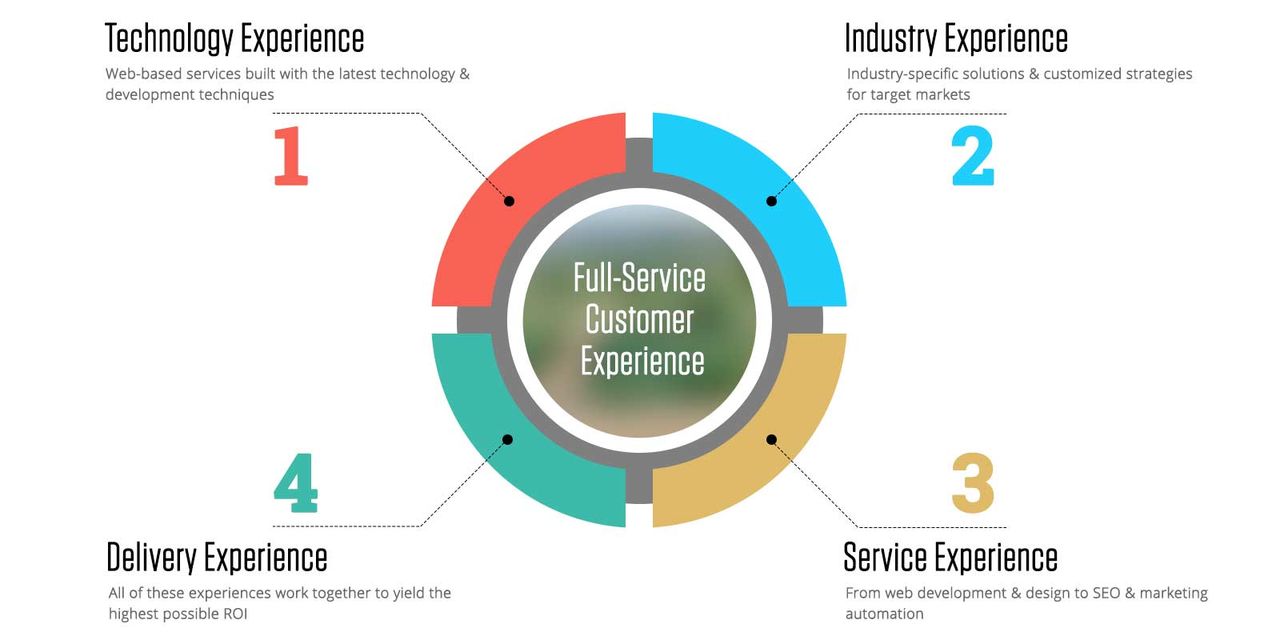 Technology Experience
Web-based services built with the latest technology &
development techniques
1
Industry Experience
Industry-specific solutions & customized strategies
for target markets
2
Full-Service
Customer
Experience
3
Service Experience
From web development & design to SEO & marketing
automation
4
Delivery Experience
All of these experiences work together to yield the
highest possible ROI